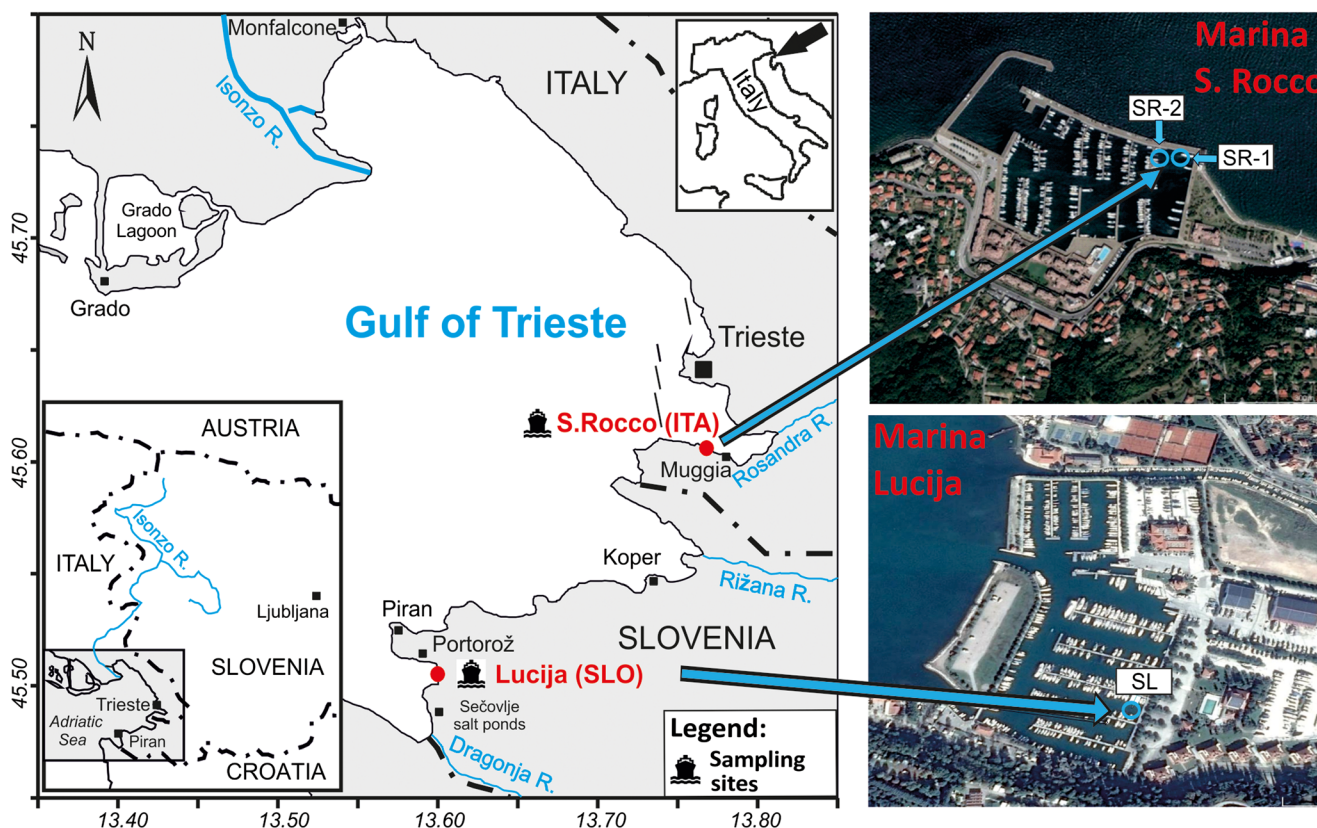 N
Monfalcone
Isonzo R.
ITALY
Italy
Grado
Lagoon
Grado
Gulf of Trieste
Trieste
S.Rocco (ITA)
Muggia
Rosandra R.
Koper
Rižana R.
Piran
Portorož
SLOVENIA
Lucija (SLO)
Sečovlje
salt ponds
Dragonja R.
Legend:
Sampling
sites
AUSTRIA
Isonzo R.
ITALY
Ljubljana
SLOVENIA
Trieste
Adriatic
Sea
Piran
CROATIA
45.70
45.60
45.50
13.40
13.50
13.60
13.70
13.80
Marina
S. Rocco
SR-2
SR-1
Marina
Lucija
SL